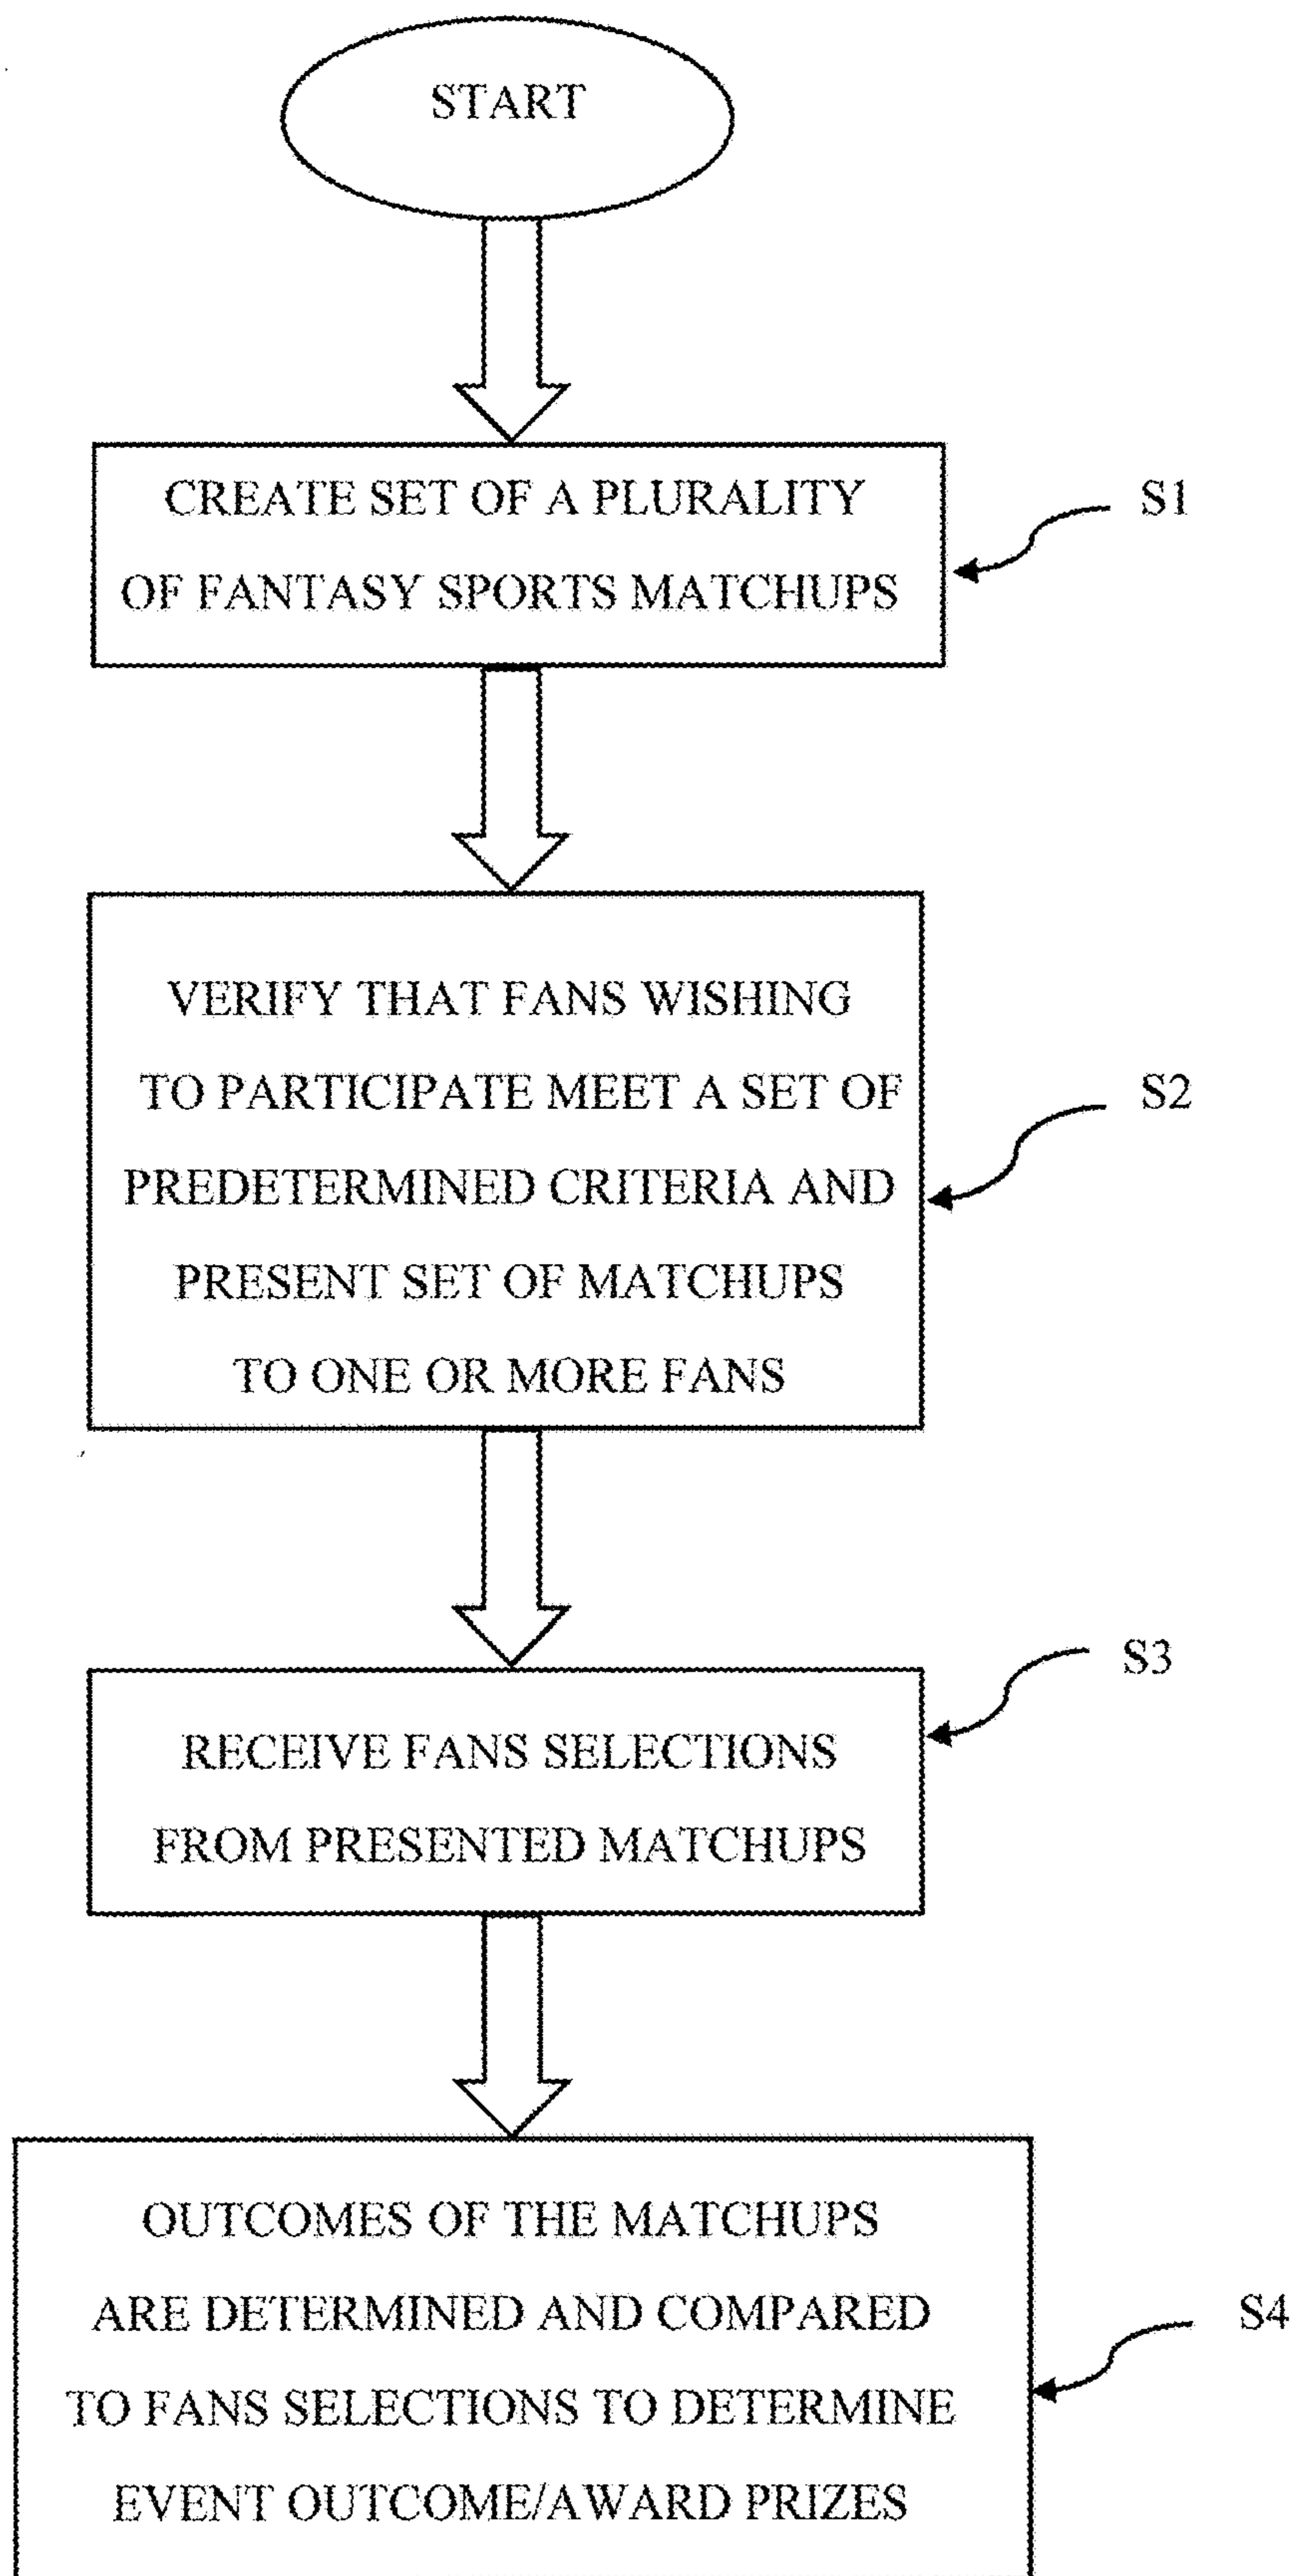 START
CREATE SET OF A PLURALITY
OF FANTASY SPORTS MATCHUPS
S1
VERIFY THAT FANS WISHING
TO PARTICIPATE MEET A SET OF
PREDETERMINED CRITERIA AND
PRESENT SET OF MATCHUPS
TO ONE OR MORE FANS
S2
RECEIVE FANS SELECTIONS
FROM PRESENTED MATCHUPS
S3
OUTCOMES OF THE MATCHUPS
ARE DETERMINED AND COMPARED
TO FANS SELECTIONS TO DETERMINE
EVENT OUTCOME/AWARD PRIZES
S4